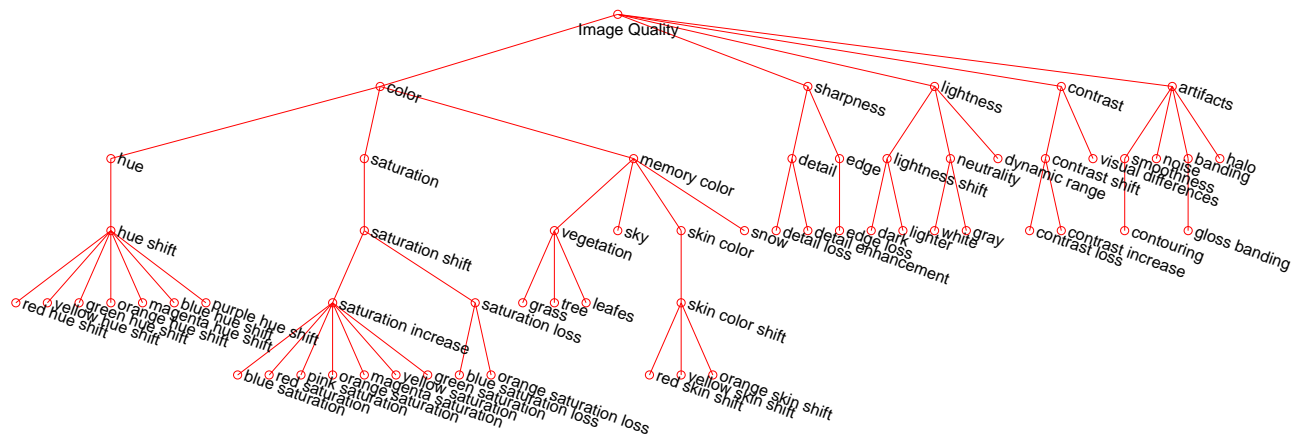 Image Quality
color
sharpness
lightness
contrast
artifacts
hue
saturation
memory color
detail
edge
lightness shift
neutrality
dynamic range
contrast shift
visual differences
smoothness
noise
banding
halo
hue shift
saturation shift
vegetation
sky
skin color
snow
detail loss
detail enhancement
edge loss
dark
lighter
white
gray
contrast loss
contrast increase
contouring
gloss banding
red hue shift
yellow hue shift
green hue shift
orange hue shift
magenta hue shift
blue hue shift
purple hue shift
saturation increase
saturation loss
grass
tree
leafes
skin color shift
blue saturation
red saturation
pink saturation
orange saturation
magenta saturation
yellow saturation
green saturation
blue saturation loss
orange saturation loss
red skin shift
yellow skin shift
orange skin shift